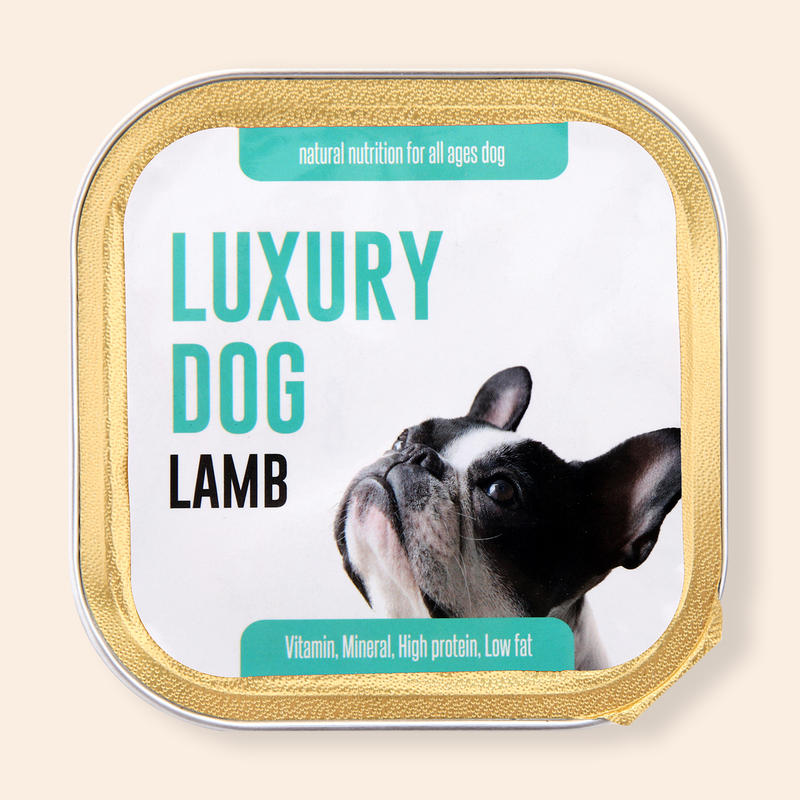 natural nutrition for all ages dog
LUXURY
DOG
LAMB
Vitamin, Mineral, High protein, Low fat